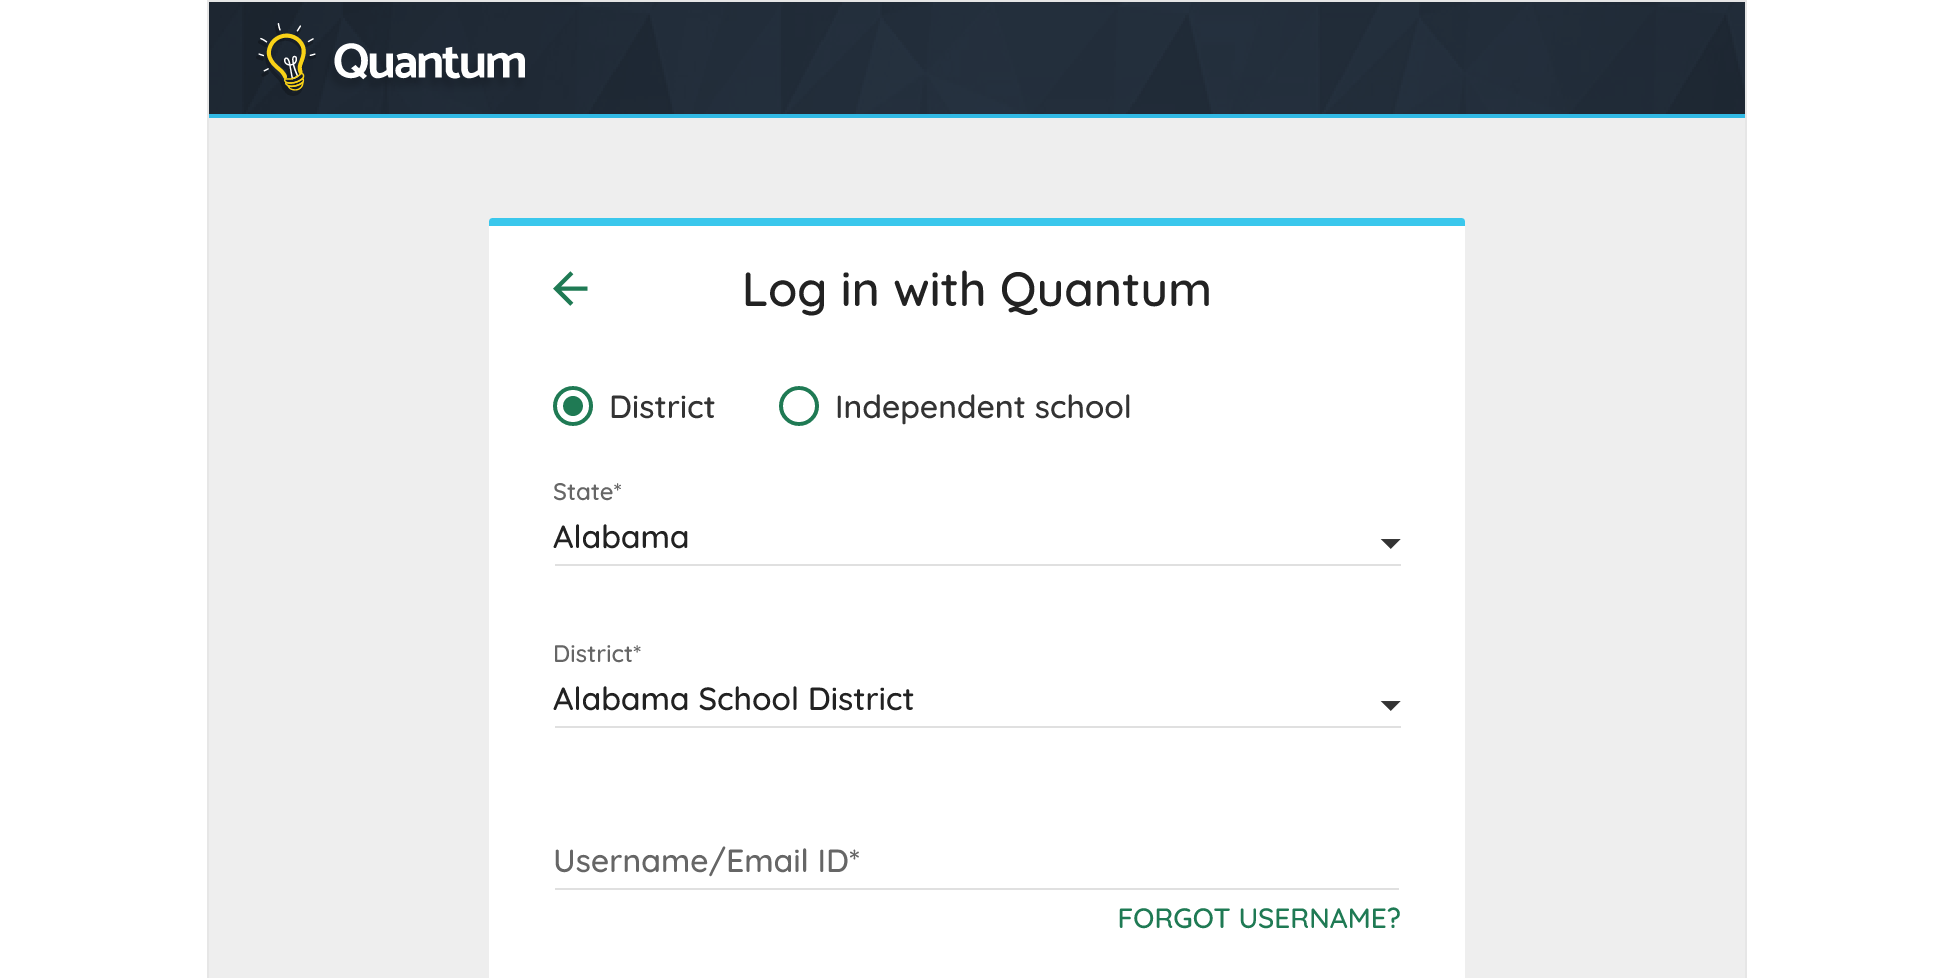 Quantum
Log in with Quantum
District Independent school
State*
Alabama
District*
Alabama School District
Username/Email ID*
FORGOT USERNAME?